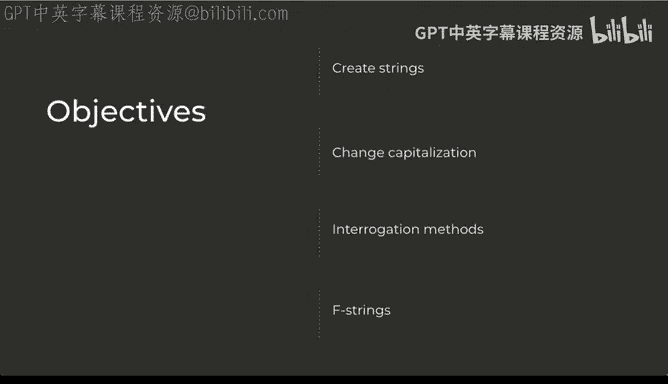 GPT中英字幕课程资源@bilibili.com
GPT中英字幕课程资源 bilibili
Objectives
Create strings
Change capitalization
Interrogation methods
F-strings